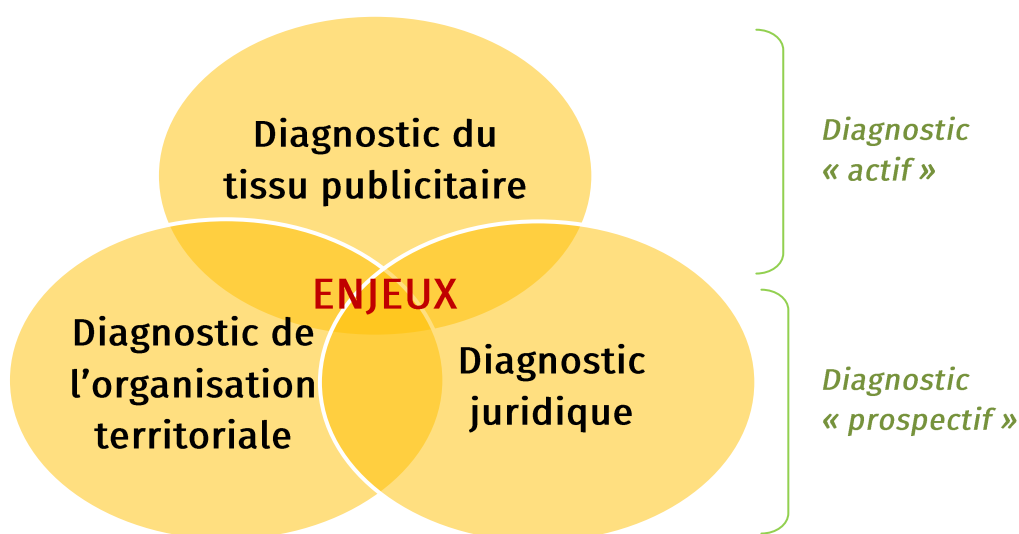 Diagnostic du
tissu publicitaire
Diagnostic
« actif »
ENJEUX
Diagnostic de
l’organisation
territoriale
Diagnostic
juridique
Diagnostic
« prospectif »